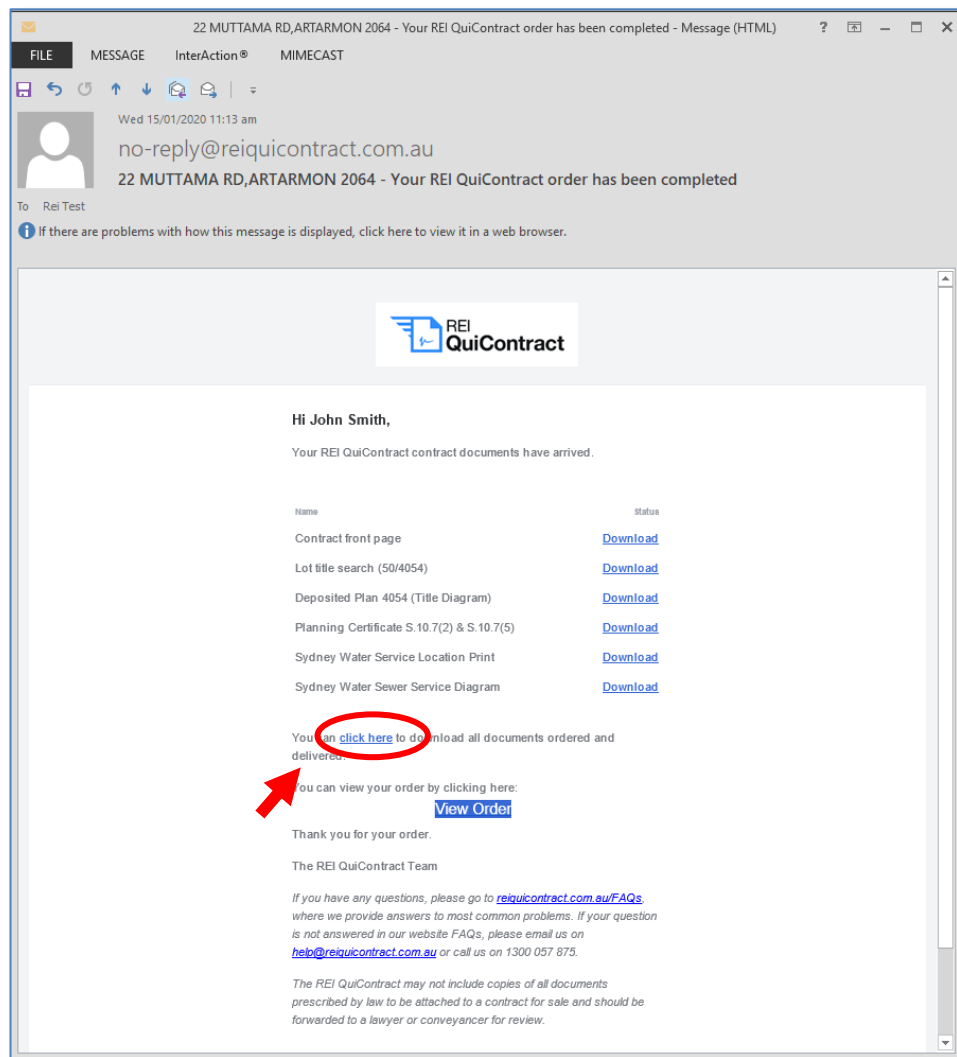 22 MUTTAMA RD,ARTARMON 2064 - Your REI QuiContract order has been completed - Message (HTML)
FILE MESSAGE InterAction® MIMECAST
Wed 15/01/2020 11:13 am
no-reply@reiquicontract.com.au
22 MUTTAMA RD,ARTARMON 2064 - Your REI QuiContract order has been completed
To Rei Test
If there are problems with how this message is displayed, click here to view it in a web browser.
REI
QuiContract
Hi John Smith,
Your REI QuiContract contract documents have arrived.
Name Status
Contract front page Download
Lot title search (50/4054) Download
Deposited Plan 4054 (Title Diagram) Download
Planning Certificate S.10.7(2) & S.10.7(5) Download
Sydney Water Service Location Print Download
Sydney Water Sewer Service Diagram Download
You can click here to download all documents ordered and
delivered.
You can view your order by clicking here:
View Order
Thank you for your order.
The REI QuiContract Team
If you have any questions, please go to reiquicontract.com.au/FAQs,
where we provide answers to most common problems. If your question
is not answered in our website FAQs, please email us on
help@reiquicontract.com.au or call us on 1300 057 875.
The REI QuiContract may not include copies of all documents
prescribed by law to be attached to a contract for sale and should be
forwarded to a lawyer or conveyancer for review.